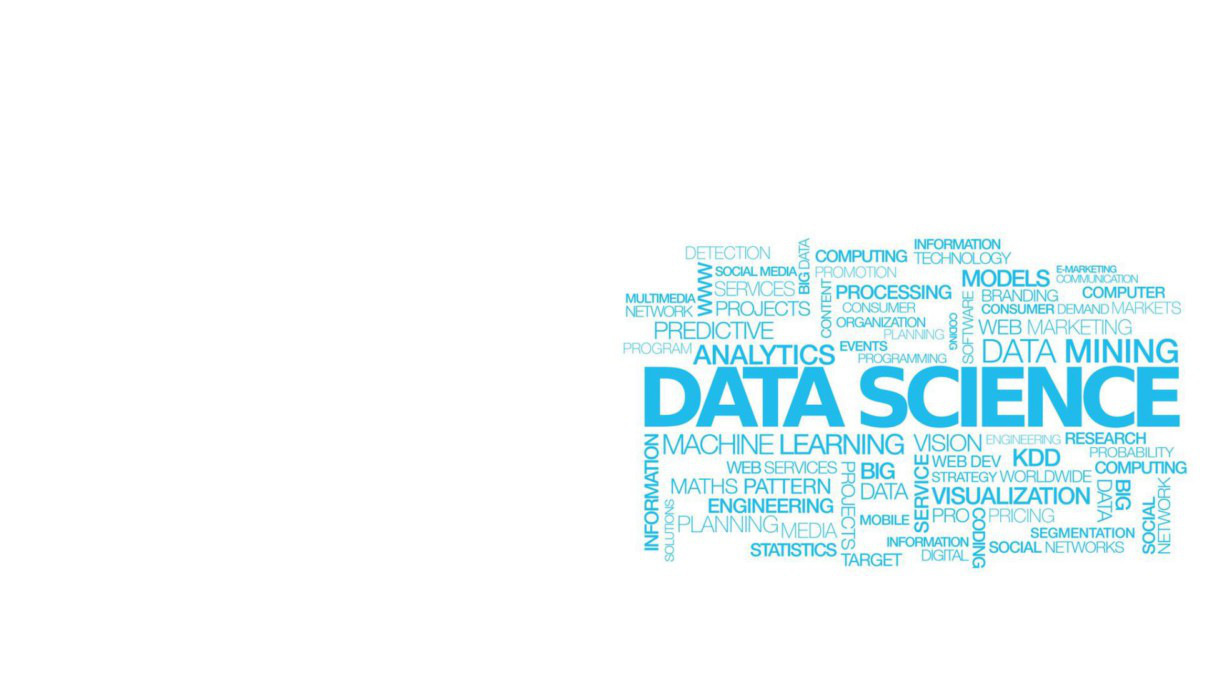 DETECTION
WWW
SOCIAL MEDIA
SERVICES
PROJECTS
BIG DATA
MULTIMEDIA
NETWORK
PREDICTIVE
PROGRAM
ANALYTICS
COMPUTING
PROMOTION
CONTENT
PROCESSING
CONSUMER
ORGANIZATION
PLANNING
EVENTS
PROGRAMMING
CODING
SOFTWARE
INFORMATION
TECHNOLOGY
MODELS
E-MARKETING
COMMUNICATION
BRANDING
COMPUTER
CONSUMER DEMAND MARKETS
WEB MARKETING
DATA MINING
DATA SCIENCE
INFORMATION
MACHINE LEARNING
VISION
ENGINEERING
RESEARCH
PROBABILITY
WEB SERVICES
MATHS PATTERN
ENGINEERING
SOLUTIONS
PLANNING
MEDIA
STATISTICS
PROJECTS
BIG
DATA
MOBILE
TARGET
SERVICE
WEB DEV
KDD
COMPUTING
STRATEGY WORLDWIDE
VISUALIZATION
PRO
CODING
PRICING
INFORMATION
DIGITAL
SEGMENTATION
SOCIAL NETWORKS
BIG
DATA
SOCIAL
NETWORK